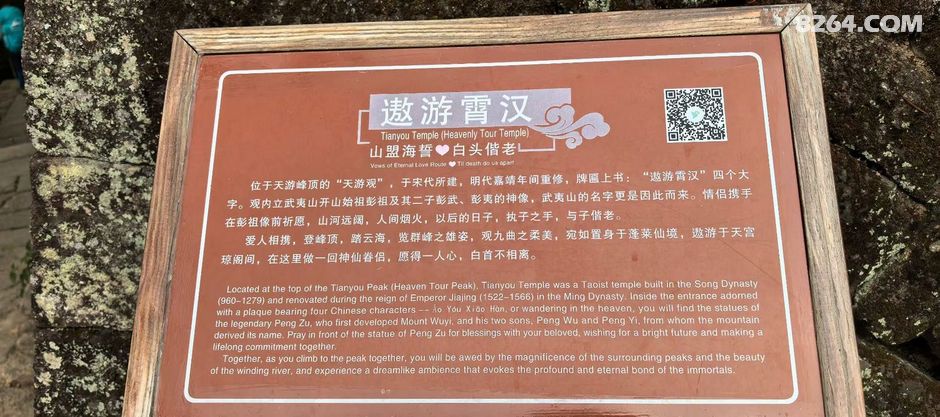 8264.COM
遨游霄汉
Tianyou Temple (Heavenly Tour Temple)
山盟海誓❤白头偕老
Vows of Eternal Love Route ❤ Til death do us apart
位于天游峰顶的“天游观”，于宋代所建，明代嘉靖年间重修，牌匾上书：“遨游霄汉”四个大
字。观内立武夷山开山始祖彭祖及其二子彭武、彭夷的神像，武夷山的名字更是因此而来。情侣携手
在彭祖像前祈愿，山河远阔，人间烟火，以后的日子，执子之手，与子偕老。
爱人相携，登峰顶，踏云海，览群峰之雄姿，观九曲之柔美，宛如置身于蓬莱仙境，遨游于天宫
琼阁间，在这里做一回神仙眷侣，愿得一人心，白首不相离。
Located at the top of the Tianyou Peak (Heaven Tour Peak), Tianyou Temple was a Taoist temple built in the Song Dynasty
(960-1279) and renovated during the reign of Emperor Jiajing (1522-1566) in the Ming Dynasty. Inside the entrance adorned
with a plaque bearing four Chinese characters -- Áo Yóu Xiāo Hàn, or wandering in the heaven, you will find the statues of
the legendary Peng Zu, who first developed Mount Wuyi, and his two sons, Peng Wu and Peng Yi, from whom the mountain
derived its name. Pray in front of the statue of Peng Zu for blessings with your beloved, wishing for a bright future and making a
lifelong commitment together.
Together, as you climb to the peak together, you will be awed by the magnificence of the surrounding peaks and the beauty
of the winding river, and experience a dreamlike ambience that evokes the profound and eternal bond of the immortals.